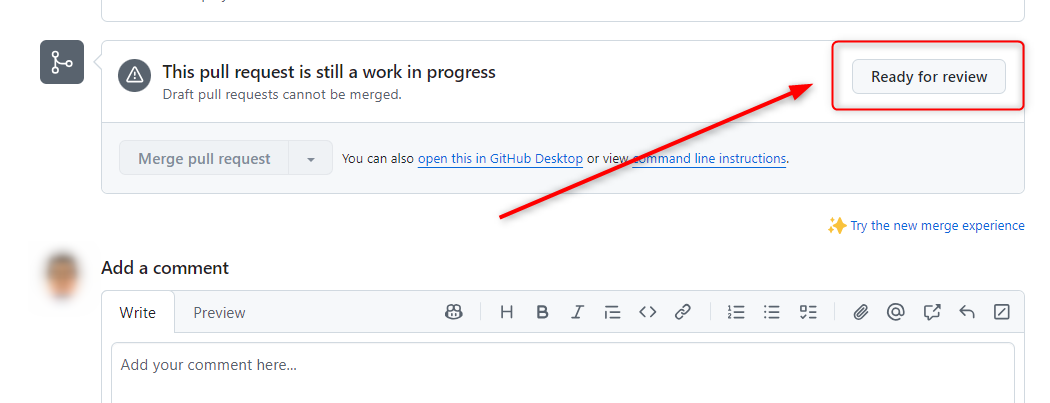 This pull request is still a work in progress
Ready for review
Draft pull requests cannot be merged.
Merge pull request
You can also open this in GitHub Desktop or view command line instructions.
Try the new merge experience
Add a comment
Write Preview
Add your comment here...